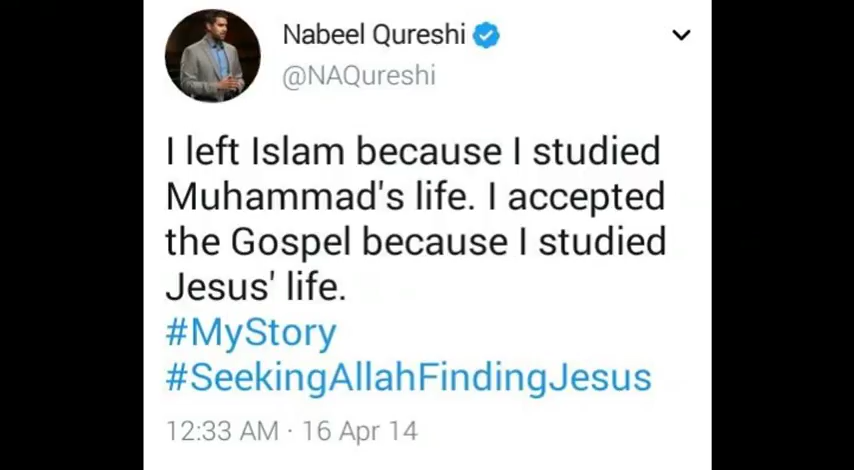 Nabeel Qureshi
@NAQureshi
I left Islam because I studied
Muhammad's life. I accepted
the Gospel because I studied
Jesus' life.
#MyStory
#SeekingAllahFindingJesus
12:33 AM · 16 Apr 14